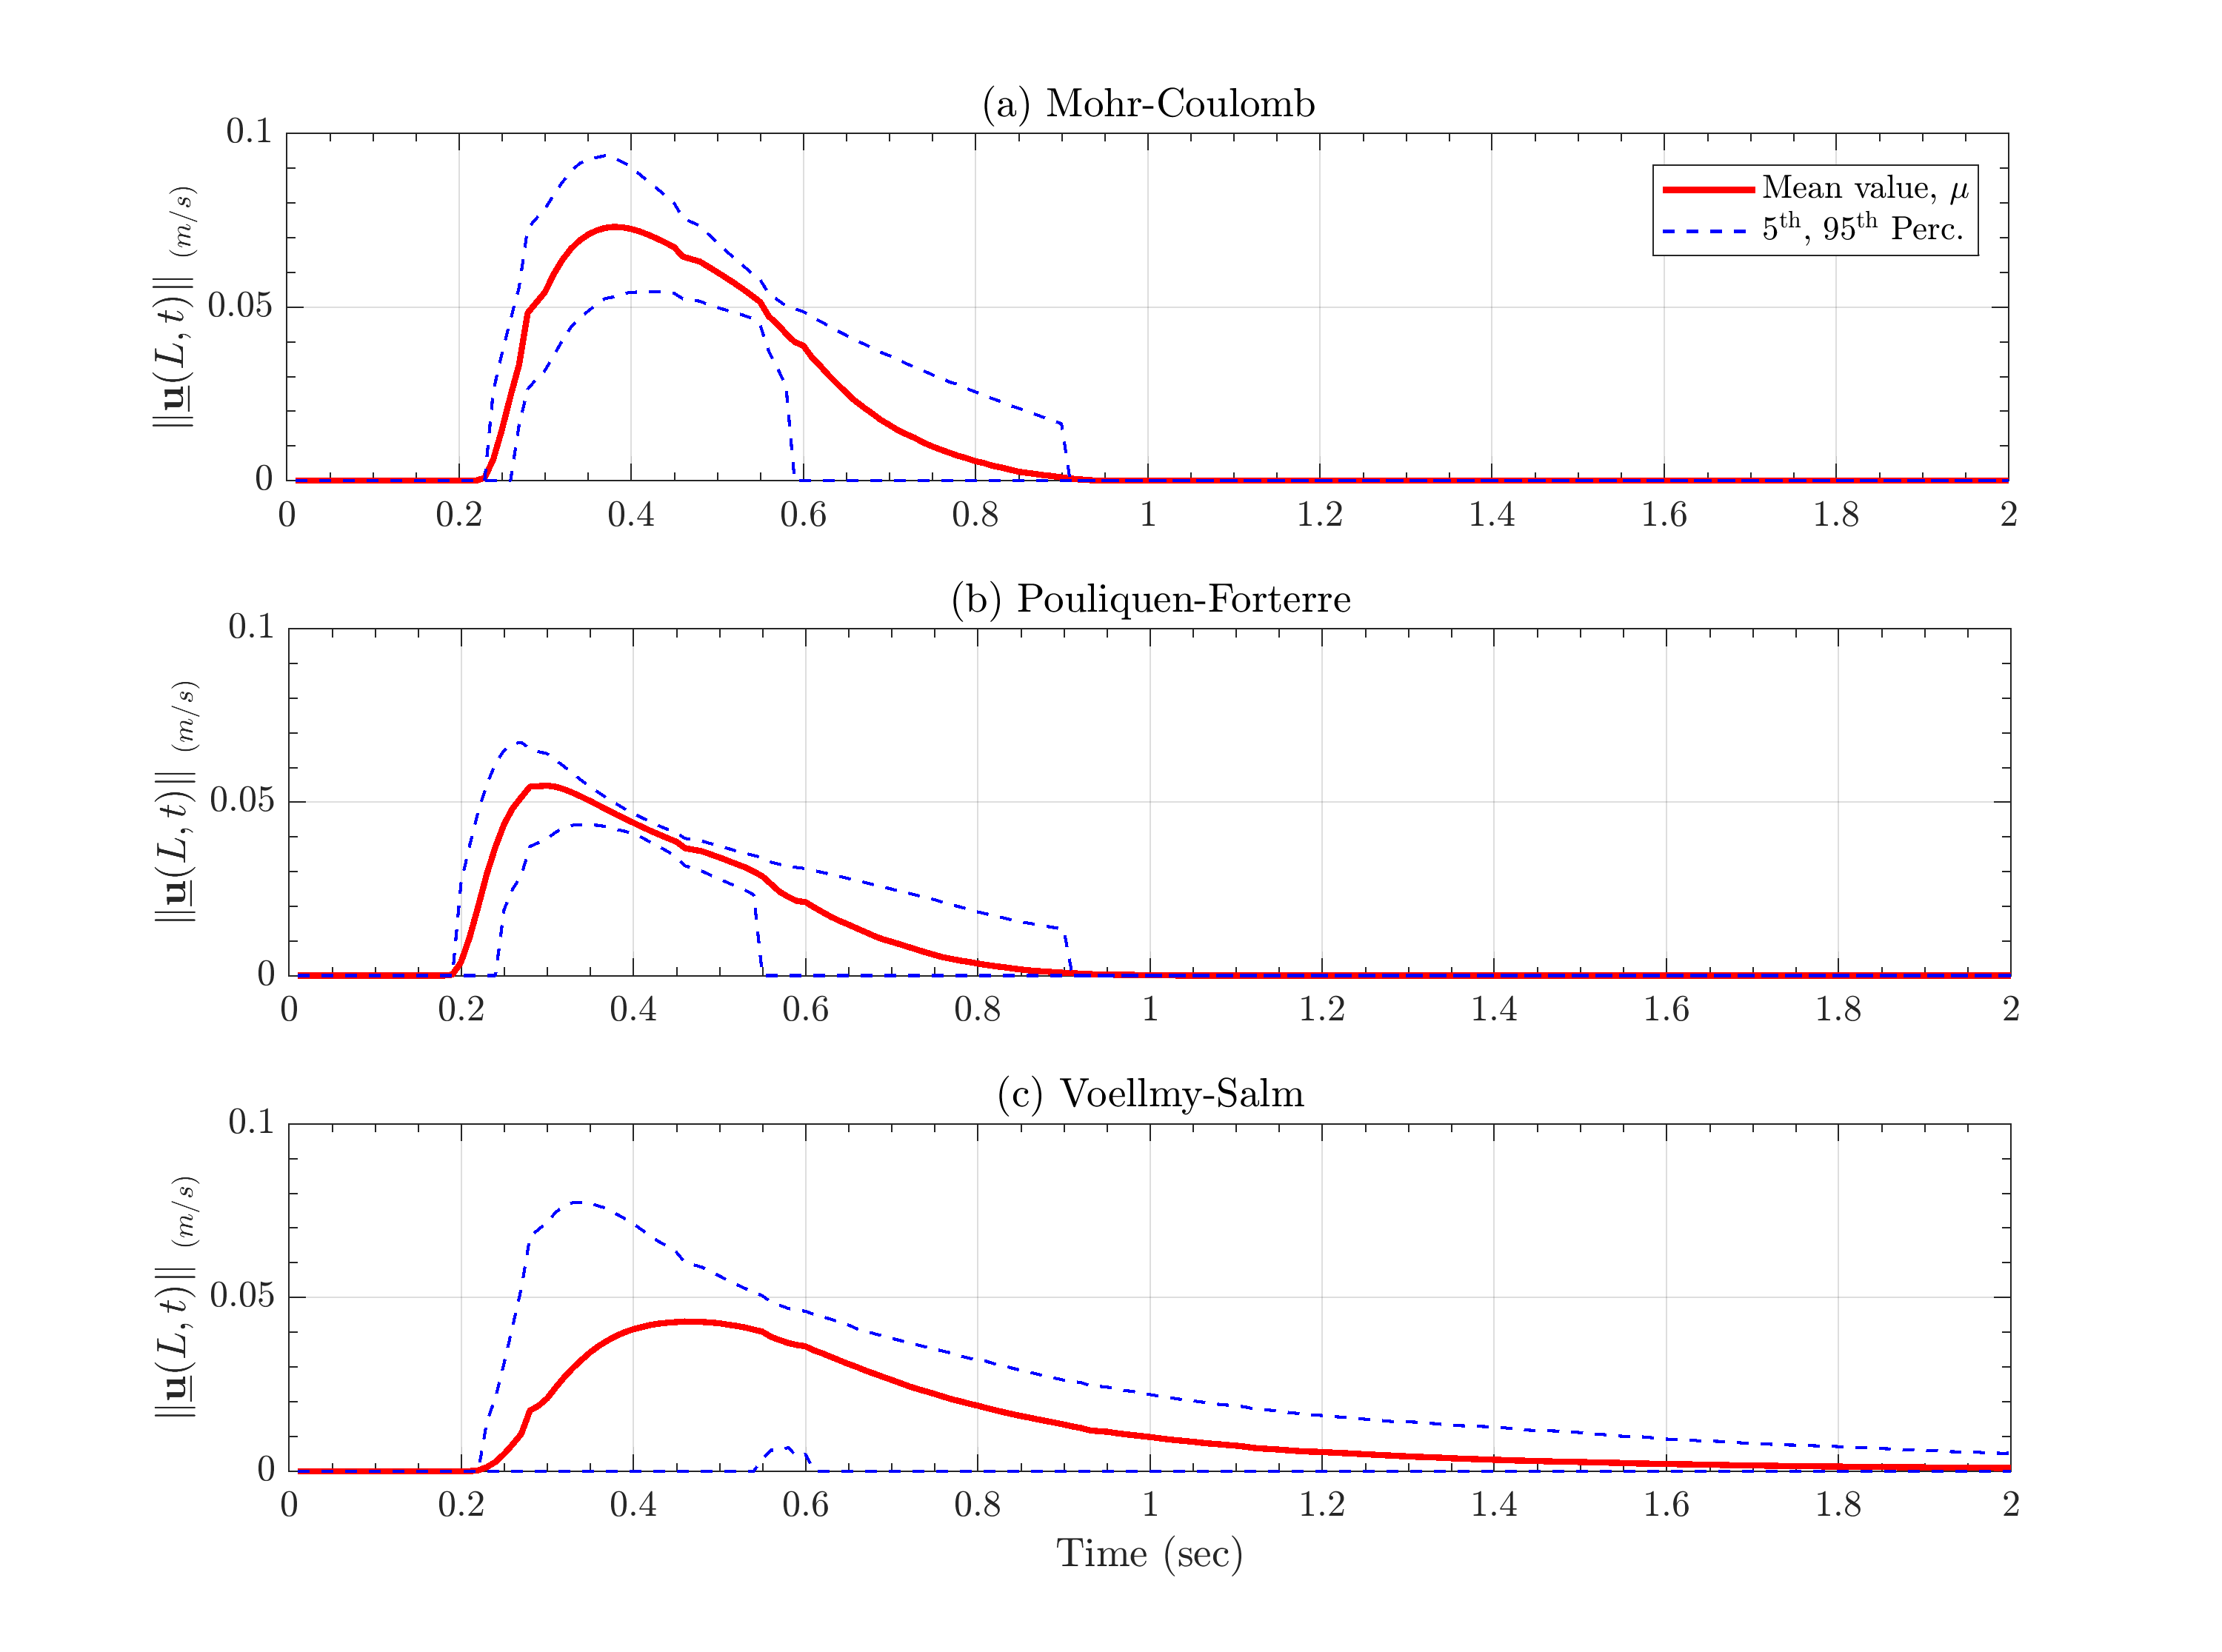 (a) Mohr-Coulomb
0.1
0.05
0
||u(L, t)|| (m/s)
Mean value, μ
5th, 95th Perc.
0 0.2 0.4 0.6 0.8 1 1.2 1.4 1.6 1.8 2
(b) Pouliquen-Forterre
0.1
0.05
0
||u(L, t)|| (m/s)
0 0.2 0.4 0.6 0.8 1 1.2 1.4 1.6 1.8 2
(c) Voellmy-Salm
0.1
0.05
0
||u(L, t)|| (m/s)
0 0.2 0.4 0.6 0.8 1 1.2 1.4 1.6 1.8 2
Time (sec)